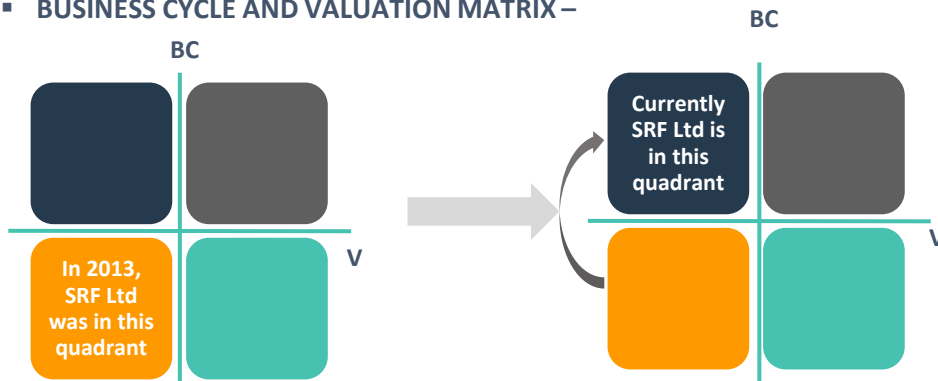 ▪ BUSINESS CYCLE AND VALUATION MATRIX –
BC
V
In 2013,
SRF Ltd
was in this
quadrant
BC
Currently
SRF Ltd is
in this
quadrant
V